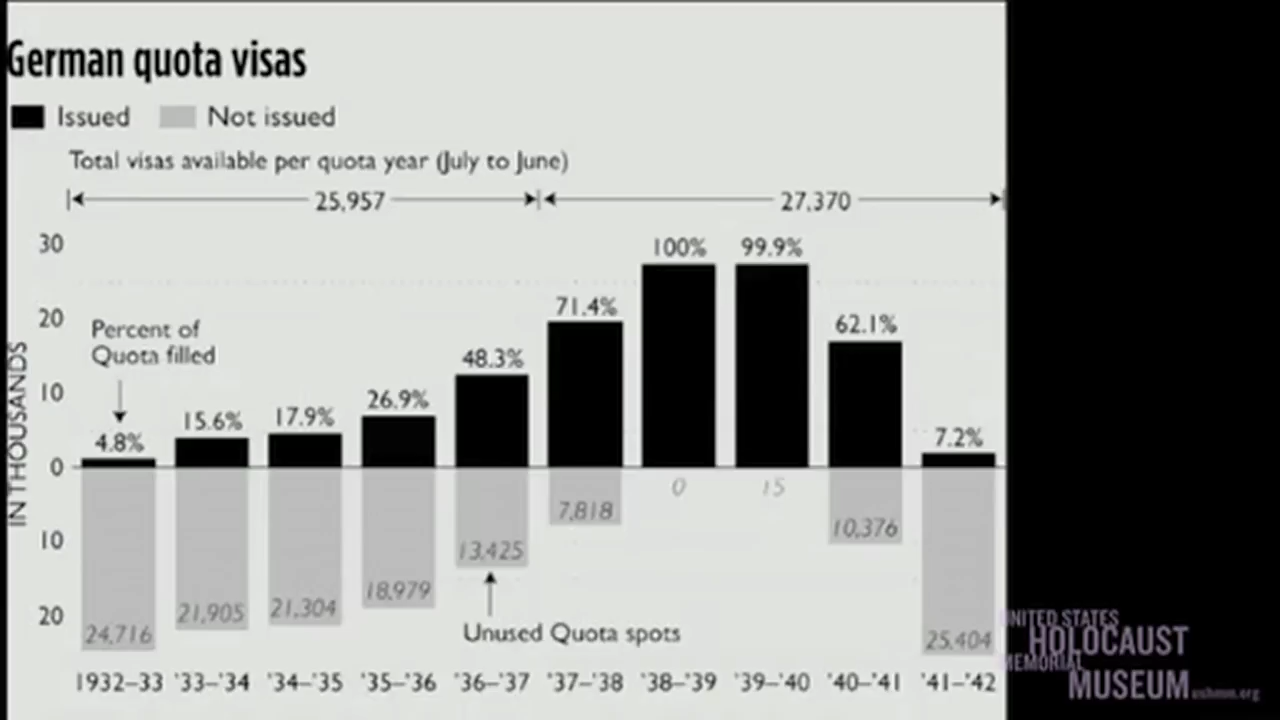 German quota visas
Issued Not issued
Total visas available per quota year (July to June)
25,957 27,370
30
100% 99.9%
20
71.4%
62.1%
Percent of
Quota filled
48.3%
10
26.9%
15.6% 17.9%
4.8% 7.2%
0
IN THOUSANDS
0 15
7,818
10,376
10
13,425
18,979
21,905 21,304
20
24,716 25,404
Unused Quota spots
1932–33 '33–'34 '34–'35 '35–'36 '36–'37 '37–'38 '38–'39 '39–'40 '40–'41 '41–'42
UNITED STATES
HOLOCAUST
MEMORIAL
MUSEUM ushmm.org